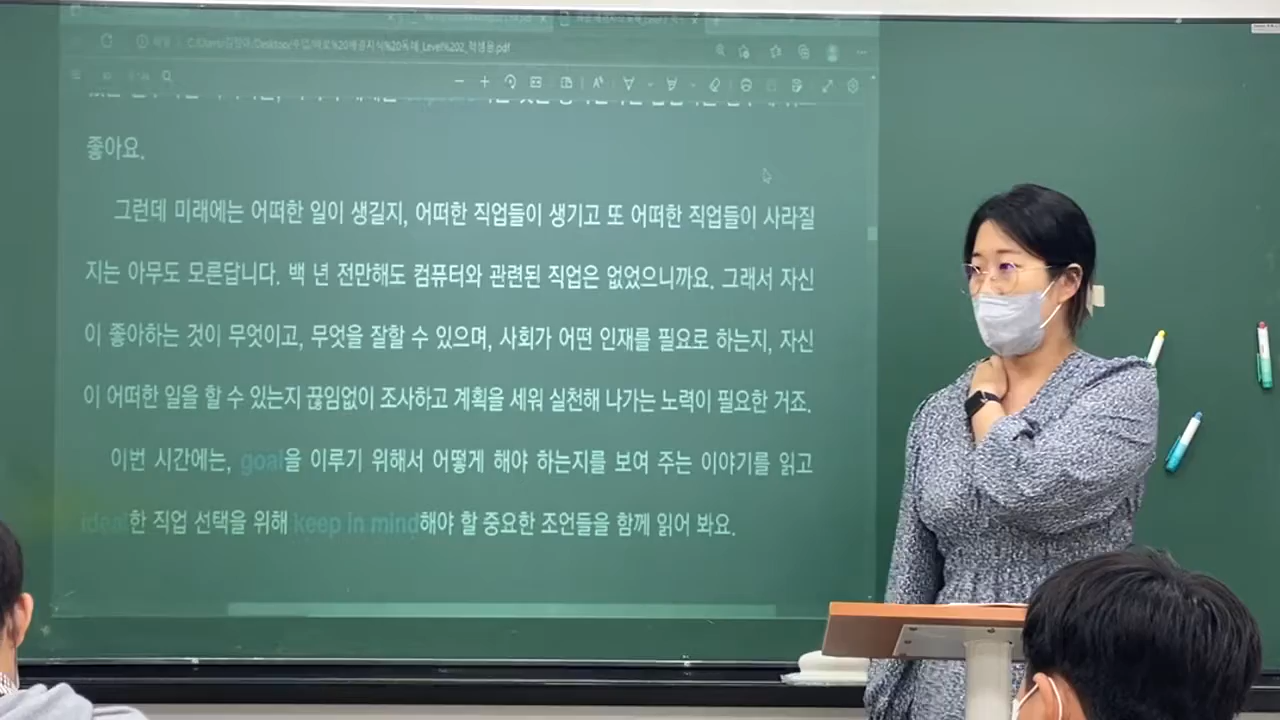 좋아요.
그런데 미래에는 어떠한 일이 생길지, 어떠한 직업들이 생기고 또 어떠한 직업들이 사라질
지는 아무도 모른답니다. 백 년 전만해도 컴퓨터와 관련된 직업은 없었으니까요. 그래서 자신
이 좋아하는 것이 무엇이고, 무엇을 잘할 수 있으며, 사회가 어떤 인재를 필요로 하는지, 자신
이 어떠한 일을 할 수 있는지 끊임없이 조사하고 계획을 세워 실천해 나가는 노력이 필요한 거죠.
이번 시간에는, goal을 이루기 위해서 어떻게 해야 하는지를 보여 주는 이야기를 읽고
ideal한 직업 선택을 위해 keep in mind해야 할 중요한 조언들을 함께 읽어 봐요.